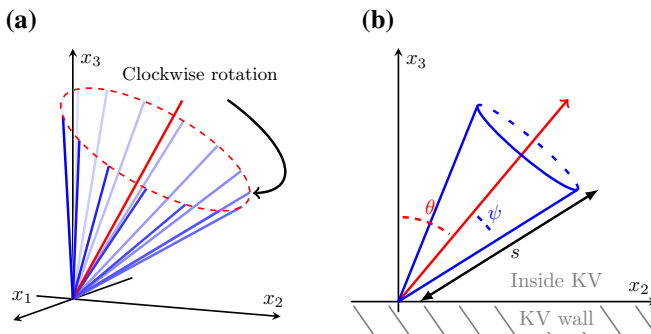 (a)
x₃
Clockwise rotation
x₁
x₂
(b)
x₃
θ
ψ
s
Inside KV
x₂
KV wall